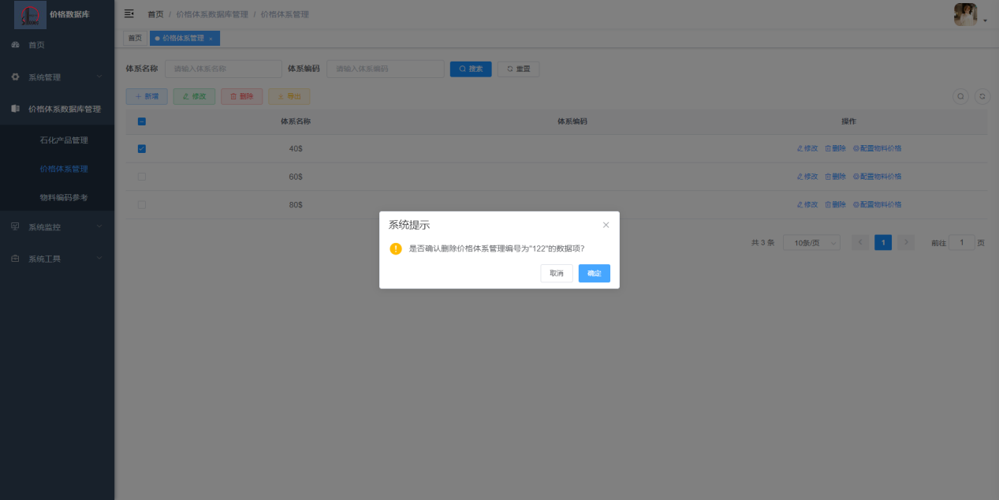 价格数据库
首页 / 价格体系数据库管理 / 价格体系管理
首页
系统管理
价格体系数据库管理
石化产品管理
价格体系管理
物料编码参考
系统监控
系统工具
首页 价格体系管理 ×
体系名称 请输入体系名称 体系编码 请输入体系编码 搜索 重置
+ 新增 修改 删除 导出
体系名称 体系编码 操作
40$ 修改 删除 配置物料价格
60$ 修改 删除 配置物料价格
80$ 修改 删除 配置物料价格
共 3 条 10条/页 < 1 > 前往 1 页
系统提示
是否确认删除价格体系管理编号为"122"的数据项?
取消 确定